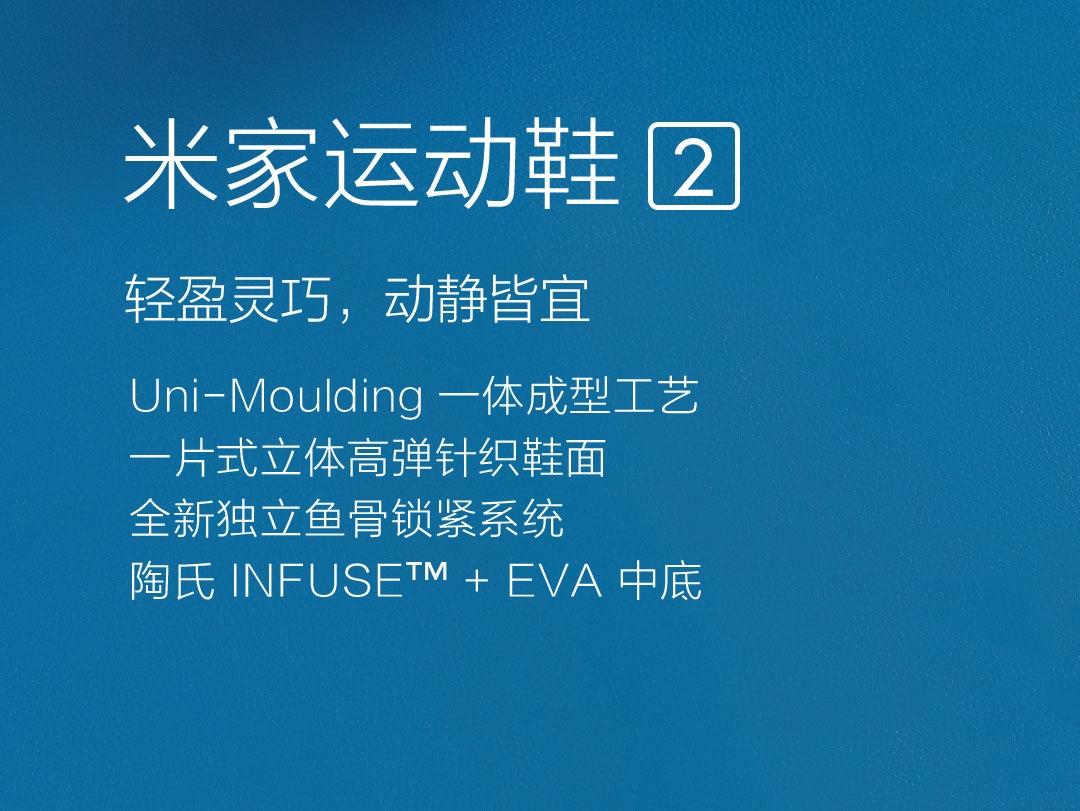 米家运动鞋 2
轻盈灵巧，动静皆宜
Uni-Moulding 一体成型工艺
一片式立体高弹针织鞋面
全新独立鱼骨锁紧系统
陶氏 INFUSE™ + EVA 中底